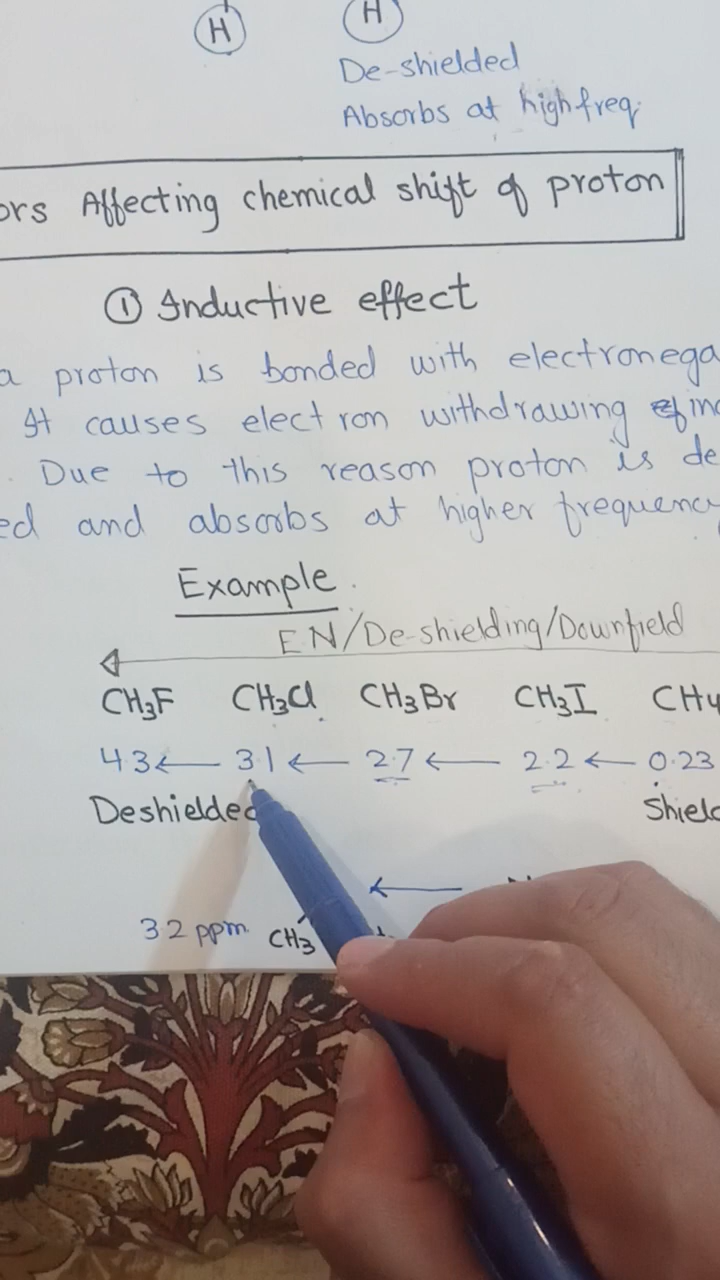 H H
De-shielded
Absorbs at high freq.
ors Affecting chemical shift of proton
① Inductive effect
a proton is bonded with electronega
It causes electron withdrawing
Due to this reason proton is de
ed and absorbs at higher frequenc
Example
EN/De-shielding/Downfield
CH₃F CH₃Cl CH₃Br CH₃I CH₄
4.3 ← 3.1 ← 2.7 ← 2.2 ← 0.23
Deshielded Shield
←
3.2 ppm CH₃